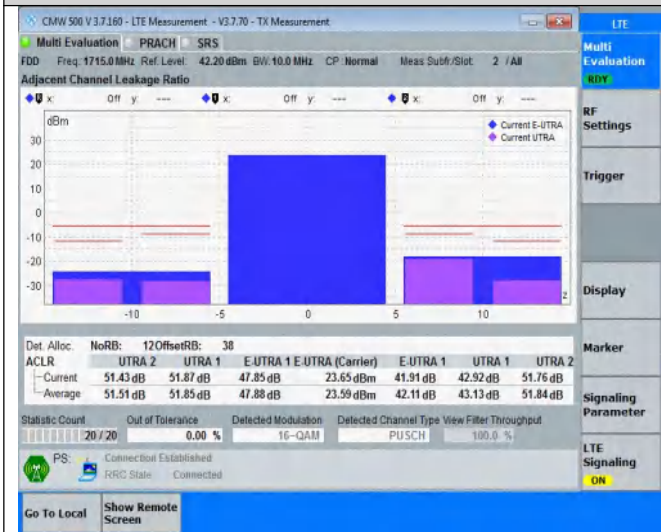 CMW 500 V 3.7.160 - LTE Measurement - V3.7.70 - TX Measurement
LTE
Multi Evaluation PRACH SRS
Multi
Evaluation
RDY
FDD Freq.: 1715.0 MHz Ref. Level: 42.20 dBm BW: 10.0 MHz CP: Normal Meas Subfr./Slot: 2 / All
Adjacent Channel Leakage Ratio
x: Off y: --- x: Off y: --- x: Off y: ---
dBm
Current E-UTRA
Current UTRA
RF
Settings
30
20
Trigger
10
0
-10
-20
-30
z
Display
-10 -5 0 5 10
Det. Alloc. NoRB: 12OffsetRB: 38
Marker
ACLR UTRA 2 UTRA 1 E-UTRA 1 E-UTRA (Carrier) E-UTRA 1 UTRA 1 UTRA 2
Current 51.43 dB 51.87 dB 47.85 dB 23.65 dBm 41.91 dB 42.92 dB 51.76 dB
Average 51.51 dB 51.85 dB 47.88 dB 23.59 dBm 42.11 dB 43.13 dB 51.84 dB
Signaling
Parameter
Statistic Count Out of Tolerance Detected Modulation Detected Channel Type View Filter Throughput
20 / 20 0.00 % 16-QAM PUSCH 100.0 %
PS: Connection Established
RRC State Connected
LTE
Signaling
ON
Go To Local
Show Remote
Screen